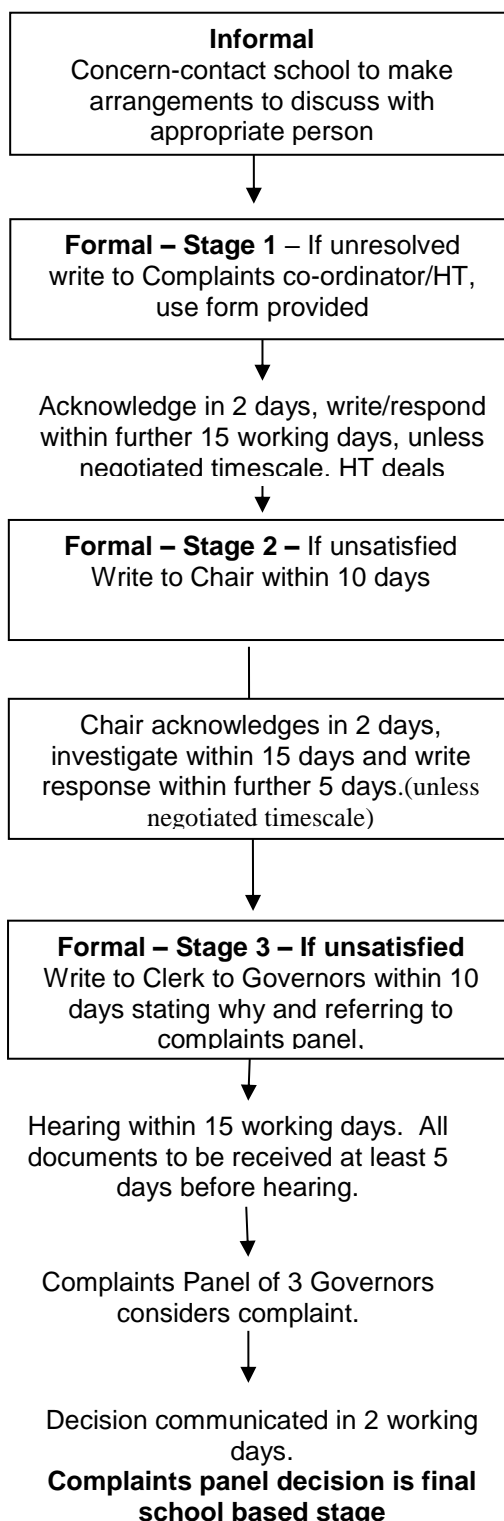 Informal
Concern-contact school to make
arrangements to discuss with
appropriate person
Formal – Stage 1 – If unresolved
write to Complaints co-ordinator/HT,
use form provided
Acknowledge in 2 days, write/respond
within further 15 working days, unless
negotiated timescale. HT deals
Formal – Stage 2 – If unsatisfied
Write to Chair within 10 days
Chair acknowledges in 2 days,
investigate within 15 days and write
response within further 5 days.(unless
negotiated timescale)
Formal – Stage 3 – If unsatisfied
Write to Clerk to Governors within 10
days stating why and referring to
complaints panel.
Hearing within 15 working days.  All
documents to be received at least 5
days before hearing.
Complaints Panel of 3 Governors
considers complaint.
Decision communicated in 2 working
days.
Complaints panel decision is final
school based stage